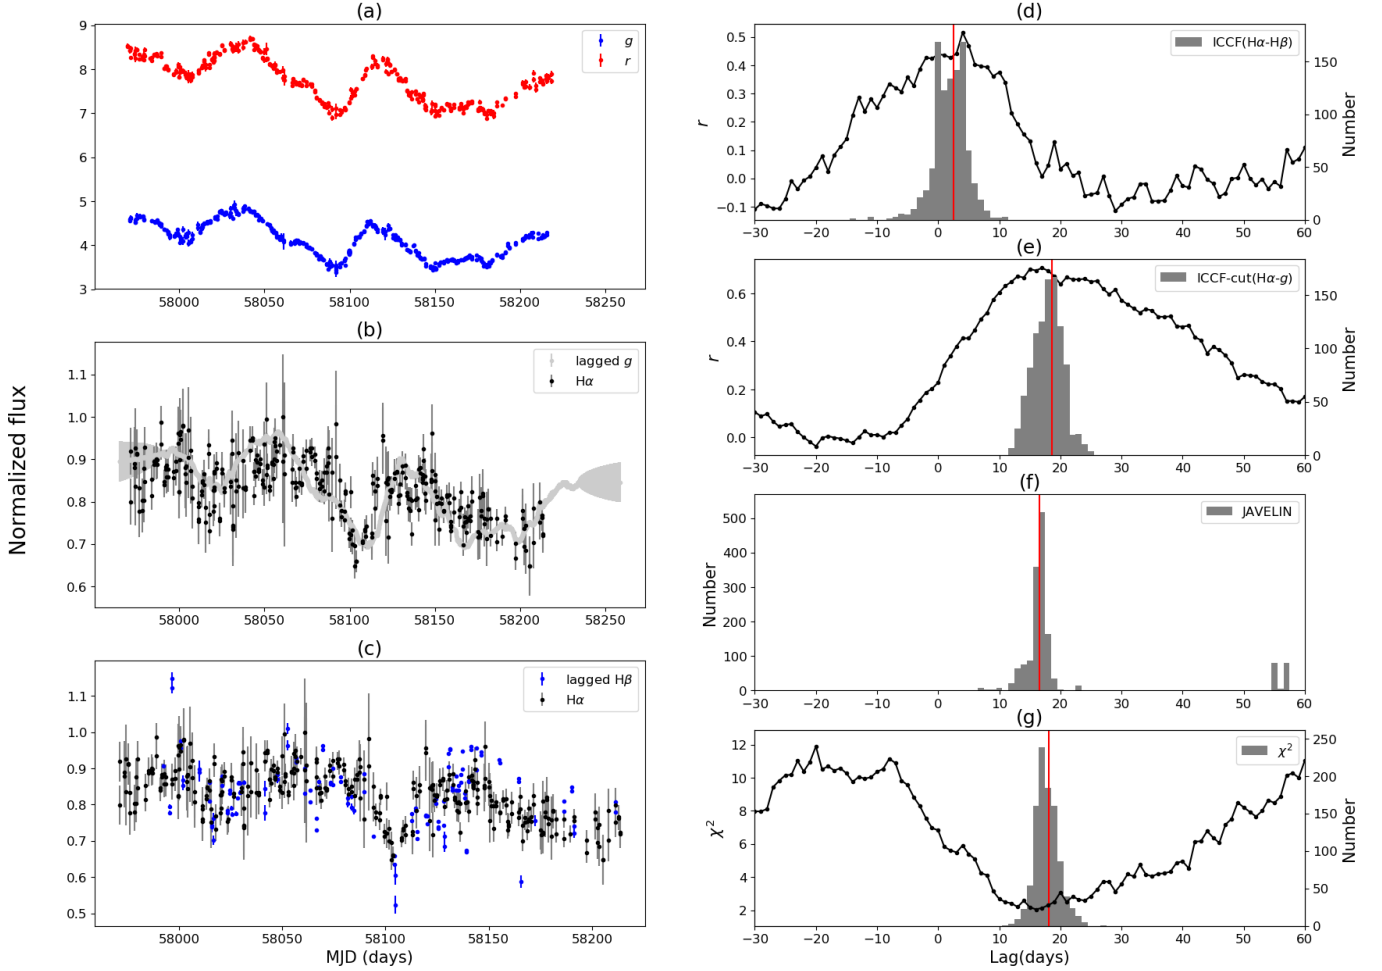 (a)
g
r
9
8
7
6
5
4
3
58000 58050 58100 58150 58200 58250
(b)
lagged g
Hα
1.1
1.0
0.9
0.8
0.7
0.6
58000 58050 58100 58150 58200 58250
Normalized flux
(c)
lagged Hβ
Hα
1.1
1.0
0.9
0.8
0.7
0.6
0.5
58000 58050 58100 58150 58200
MJD (days)
(d)
ICCF(Hα-Hβ)
0.5
0.4
0.3
0.2
0.1
0.0
−0.1
r
150
100
50
0
Number
−30 −20 −10 0 10 20 30 40 50 60
(e)
ICCF-cut(Hα-g)
0.6
0.4
0.2
0.0
r
150
100
50
0
Number
−30 −20 −10 0 10 20 30 40 50 60
(f)
JAVELIN
500
400
300
200
100
0
Number
−30 −20 −10 0 10 20 30 40 50 60
(g)
χ²
12
10
8
6
4
2
χ²
250
200
150
100
50
0
Number
−30 −20 −10 0 10 20 30 40 50 60
Lag(days)